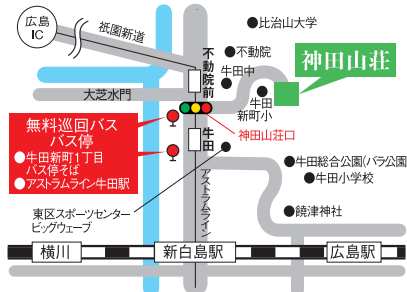 広島
IC
祇園新道
比治山大学
不動院
不動院前
牛田中
神田山荘
大芝水門
牛田
新町小
無料巡回バス
バス停
●牛田新町1丁目
バス停そば
●アストラムライン牛田駅
神田山荘口
牛田
アストラムライン
牛田総合公園(バラ公園)
牛田小学校
東区スポーツセンター
ビッグウェーブ
饒津神社
横川
新白島駅
広島駅